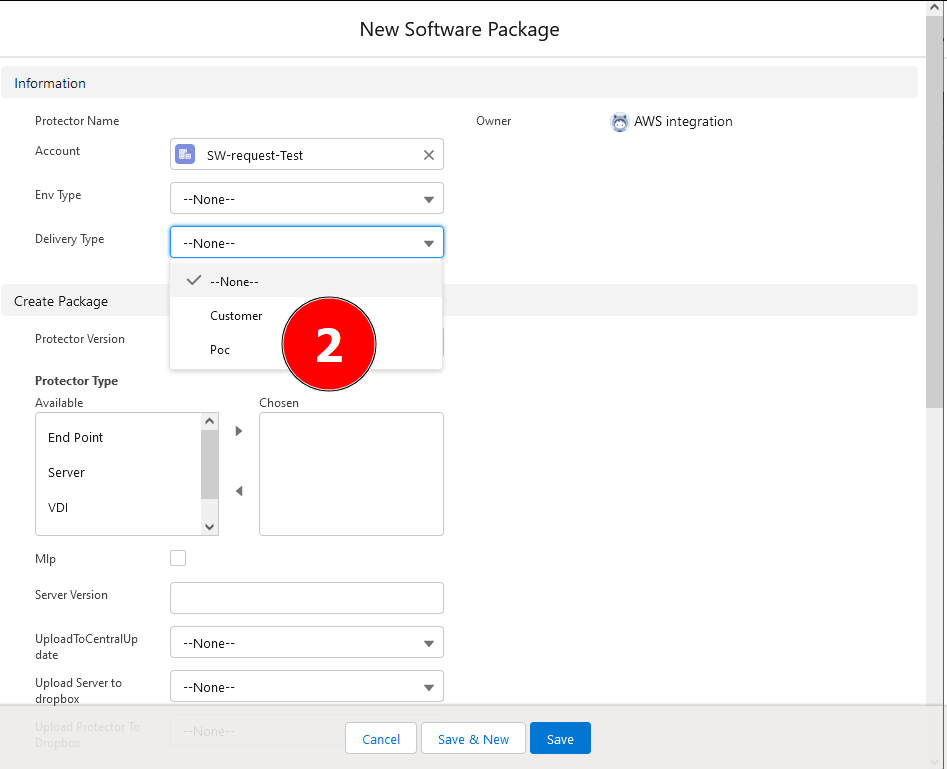 New Software Package
Information
Protector Name
Owner
AWS integration
Account
SW-request-Test
Env Type
--None--
Delivery Type
--None--
--None--
Customer
Poc
2
Create Package
Protector Version
Protector Type
Available
Chosen
End Point
Server
VDI
Mlp
Server Version
UploadToCentralUp
date
--None--
Upload Server to
dropbox
--None--
Upload Protector To
Dropbox
--None--
Cancel
Save & New
Save